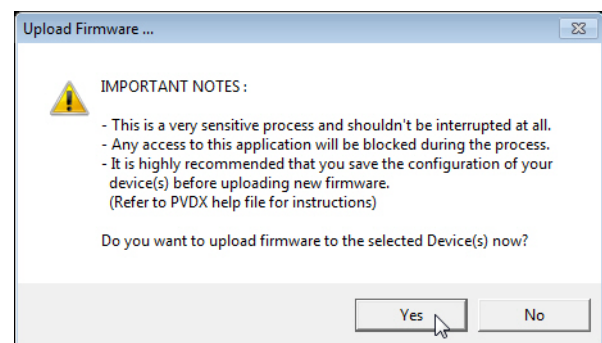 Upload Firmware ...
IMPORTANT NOTES :
- This is a very sensitive process and shouldn't be interrupted at all.
- Any access to this application will be blocked during the process.
- It is highly recommended that you save the configuration of your
device(s) before uploading new firmware.
(Refer to PVDX help file for instructions)
Do you want to upload firmware to the selected Device(s) now?
Yes
No